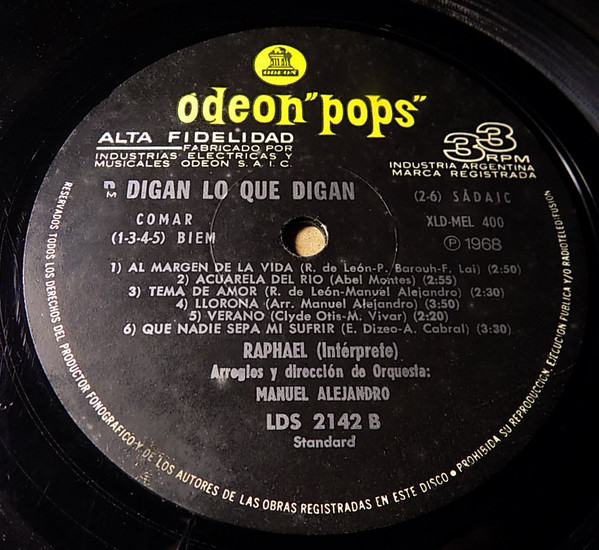 ODEON
odeon "pops"
ALTA FIDELIDAD
FABRICADO POR
INDUSTRIAS ELECTRICAS Y
MUSICALES ODEON S.A.I.C.
33 RPM
INDUSTRIA ARGENTINA
MARCA REGISTRADA
DM DIGAN LO QUE DIGAN
(2-6) SADAIC
COMAR
XLD-MEL 400
(1-3-4-5) BIEM
Ⓟ 1968
1) AL MARGEN DE LA VIDA (R. de León-P. Barouh-F. Lai) (2:50)
2) ACUARELA DEL RIO (Abel Montes) (2:55)
3) TEMA DE AMOR (R. de León-Manuel Alejandro) (2:30)
4) LLORONA (Arr. Manuel Alejandro) (3:50)
5) VERANO (Clyde Otis-M. Vivar) (2:20)
6) QUE NADIE SEPA MI SUFRIR (E. Dizeo-A. Cabral) (3:30)
RAPHAEL (Intérprete)
Arreglos y dirección de Orquesta:
MANUEL ALEJANDRO
LDS 2142 B
Standard
RESERVADOS TODOS LOS DERECHOS DEL PRODUCTOR FONOGRAFICO Y DE LOS AUTORES DE LAS OBRAS REGISTRADAS EN ESTE DISCO • PROHIBIDA SU REPRODUCCION, EJECUCION PUBLICA Y/O RADIOTELEDIFUSION